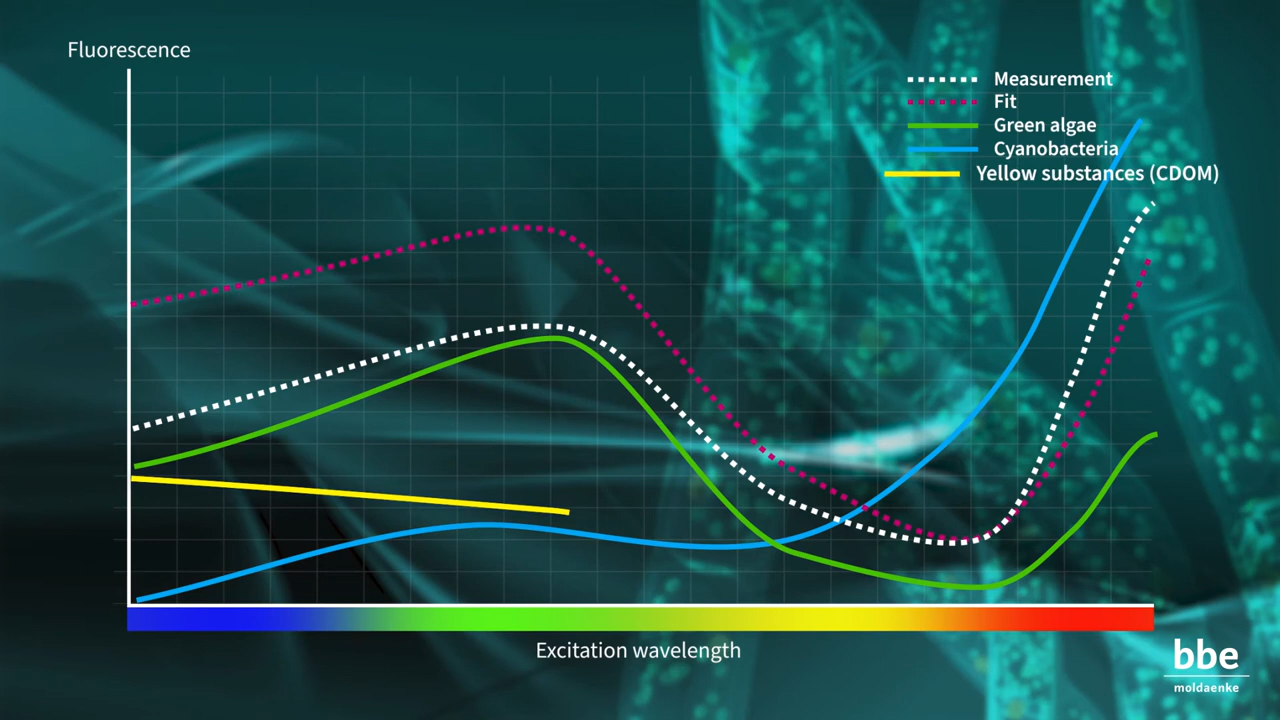 Fluorescence
Measurement
Fit
Green algae
Cyanobacteria
Yellow substances (CDOM)
Excitation wavelength
bbe
moldaenke